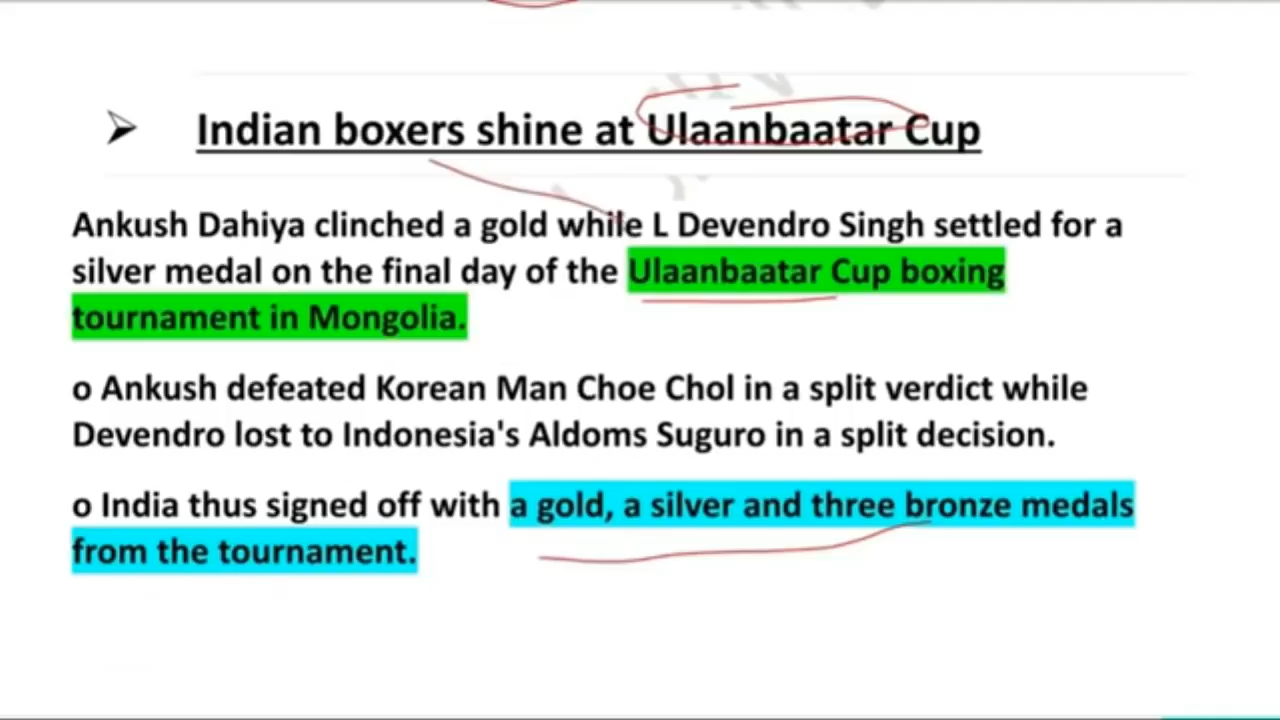 ➢ Indian boxers shine at Ulaanbaatar Cup
Ankush Dahiya clinched a gold while L Devendro Singh settled for a
silver medal on the final day of the Ulaanbaatar Cup boxing
tournament in Mongolia.
o Ankush defeated Korean Man Choe Chol in a split verdict while
Devendro lost to Indonesia's Aldoms Suguro in a split decision.
o India thus signed off with a gold, a silver and three bronze medals
from the tournament.